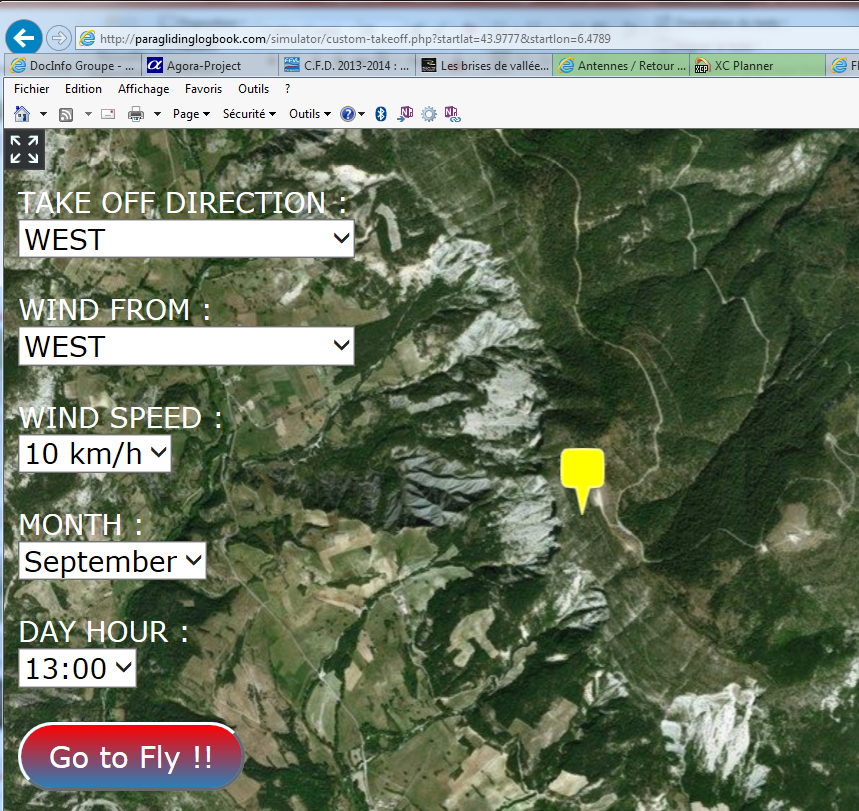 http://paraglidinglogbook.com/simulator/custom-takeoff.php?startlat=43.9777&startlon=6.4789
DocInfo Groupe - ... Agora-Project C.F.D. 2013-2014 : ... Les brises de vallée... Antennes / Retour ... XC Planner Fl
Fichier Edition Affichage Favoris Outils ?
Page Sécurité Outils
TAKE OFF DIRECTION :
WEST
WIND FROM :
WEST
WIND SPEED :
10 km/h
MONTH :
September
DAY HOUR :
13:00
Go to Fly !!